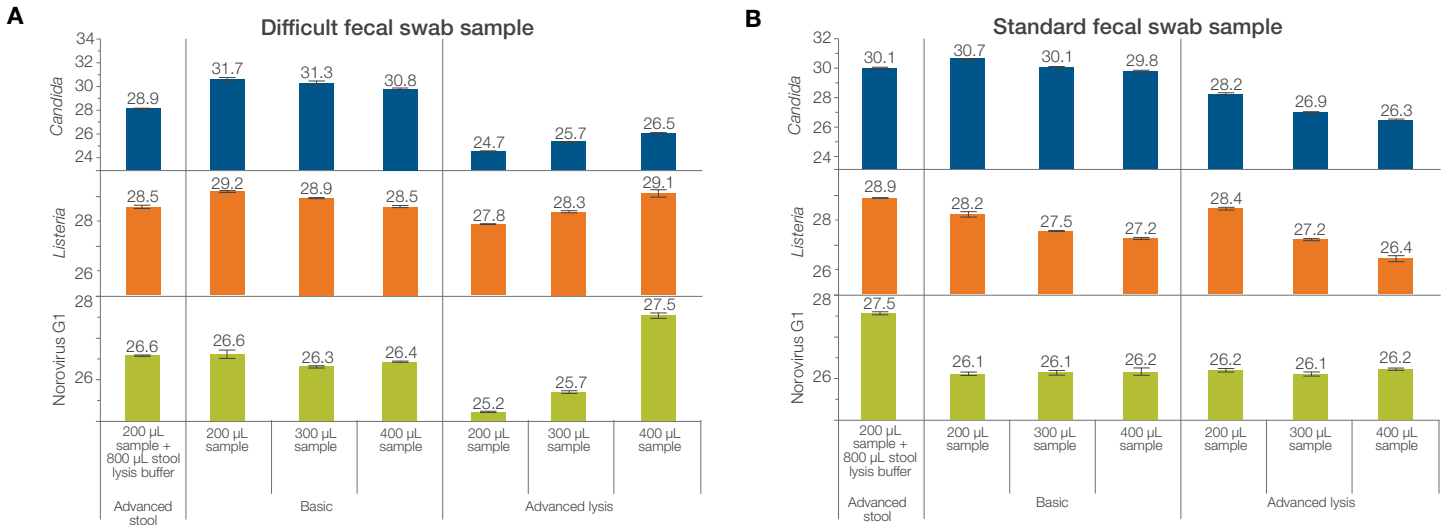 A
Difficult fecal swab sample
Candida
34
32
30
28
26
24
28.9
31.7
31.3
30.8
24.7
25.7
26.5
Listeria
28
26
28.5
29.2
28.9
28.5
27.8
28.3
29.1
Norovirus G1
28
26
26.6
26.6
26.3
26.4
25.2
25.7
27.5
200 µL
sample +
800 µL stool
lysis buffer
200 µL
sample
300 µL
sample
400 µL
sample
200 µL
sample
300 µL
sample
400 µL
sample
Advanced
stool
Basic
Advanced lysis
B
Standard fecal swab sample
Candida
32
30
28
26
24
30.1
30.7
30.1
29.8
28.2
26.9
26.3
Listeria
28
26
28.9
28.2
27.5
27.2
28.4
27.2
26.4
Norovirus G1
28
26
27.5
26.1
26.1
26.2
26.2
26.1
26.2
200 µL
sample +
800 µL stool
lysis buffer
200 µL
sample
300 µL
sample
400 µL
sample
200 µL
sample
300 µL
sample
400 µL
sample
Advanced
stool
Basic
Advanced lysis